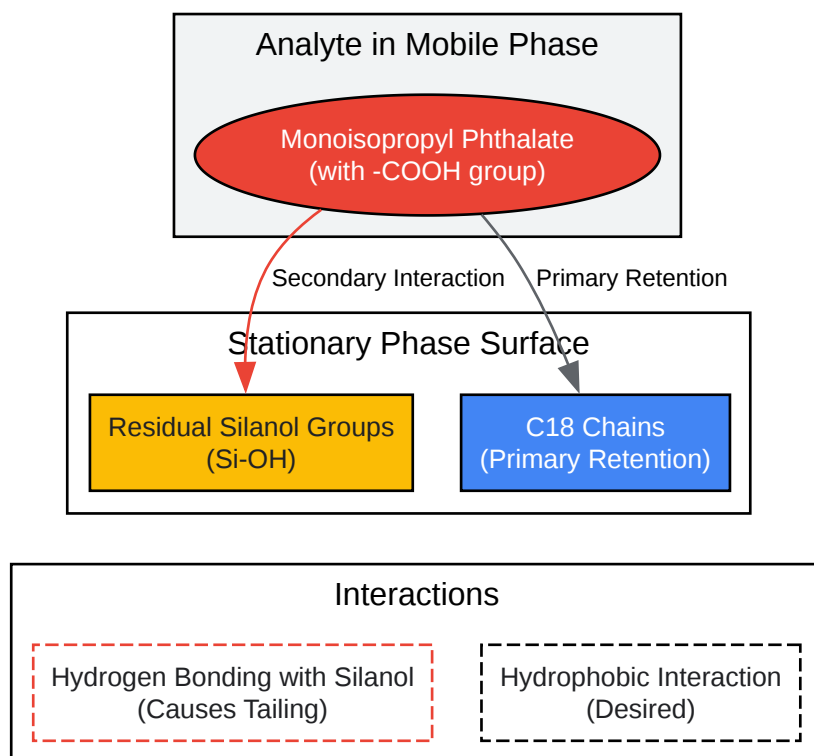 Analyte in Mobile Phase
Monoisopropyl Phthalate
(with -COOH group)
Secondary Interaction
Primary Retention
Stationary Phase Surface
Residual Silanol Groups
(Si-OH)
C18 Chains
(Primary Retention)
Interactions
Hydrogen Bonding with Silanol
(Causes Tailing)
Hydrophobic Interaction
(Desired)